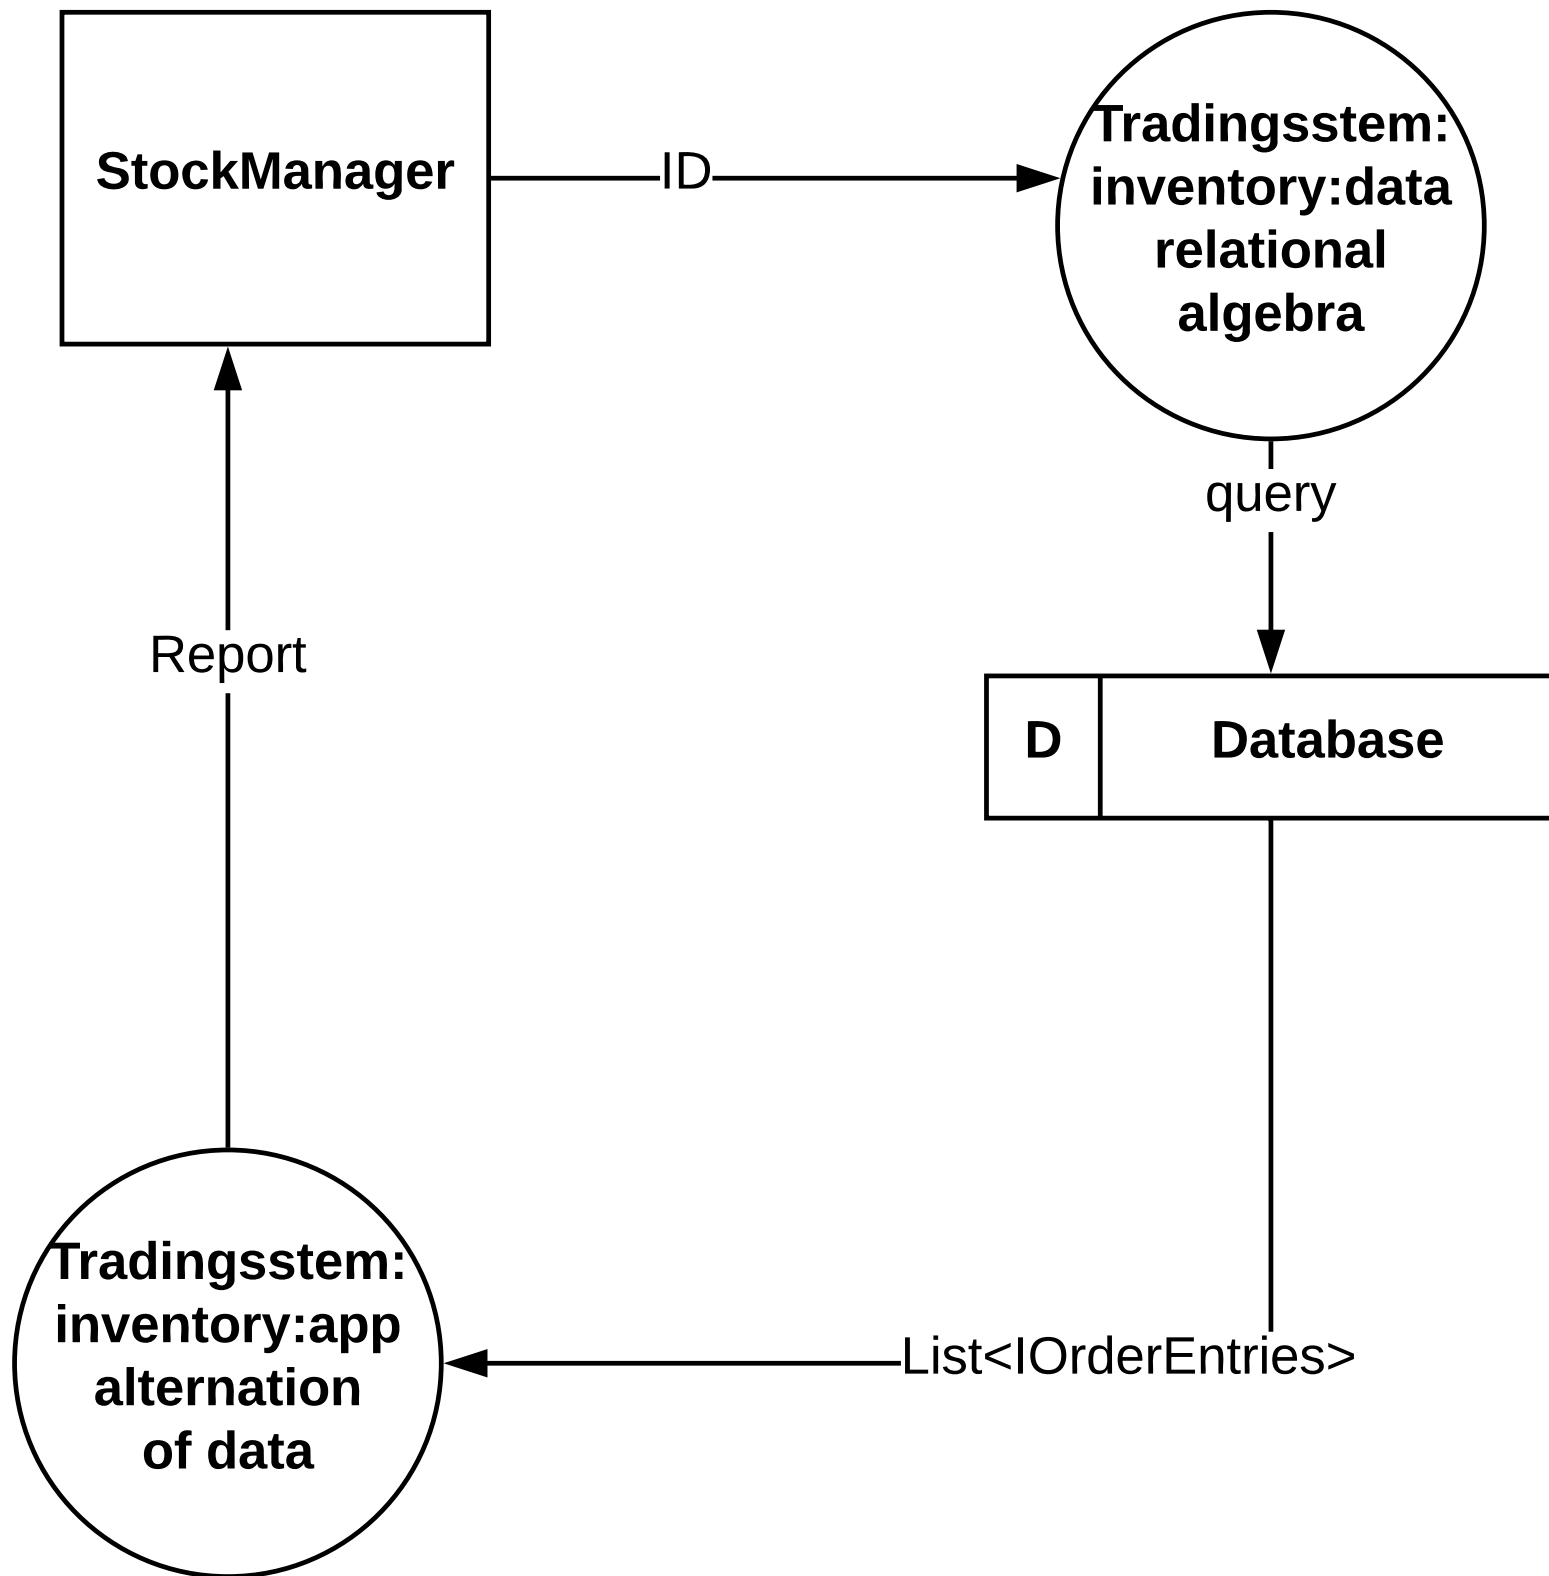 StockManager
ID
Tradingsstem:
inventory:data
relational
algebra
query
Report
D
Database
List<IOrderEntries>
Tradingsstem:
inventory:app
alternation
of data